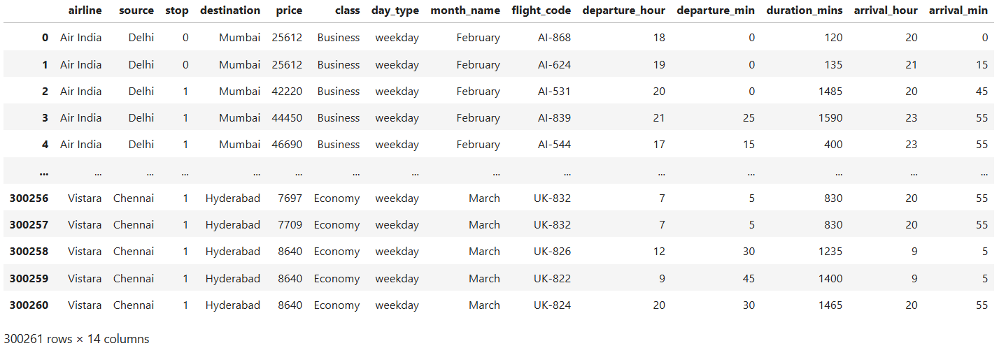 airline source stop destination price class day_type month_name flight_code departure_hour departure_min duration_mins arrival_hour arrival_min
0 Air India Delhi 0 Mumbai 25612 Business weekday February AI-868 18 0 120 20 0
1 Air India Delhi 0 Mumbai 25612 Business weekday February AI-624 19 0 135 21 15
2 Air India Delhi 1 Mumbai 42220 Business weekday February AI-531 20 0 1485 20 45
3 Air India Delhi 1 Mumbai 44450 Business weekday February AI-839 21 25 1590 23 55
4 Air India Delhi 1 Mumbai 46690 Business weekday February AI-544 17 15 400 23 55
... ... ... ... ... ... ... ... ... ... ... ... ... ... ...
300256 Vistara Chennai 1 Hyderabad 7697 Economy weekday March UK-832 7 5 830 20 55
300257 Vistara Chennai 1 Hyderabad 7709 Economy weekday March UK-832 7 5 830 20 55
300258 Vistara Chennai 1 Hyderabad 8640 Economy weekday March UK-826 12 30 1235 9 5
300259 Vistara Chennai 1 Hyderabad 8640 Economy weekday March UK-822 9 45 1400 9 5
300260 Vistara Chennai 1 Hyderabad 8640 Economy weekday March UK-824 20 30 1465 20 55
300261 rows × 14 columns